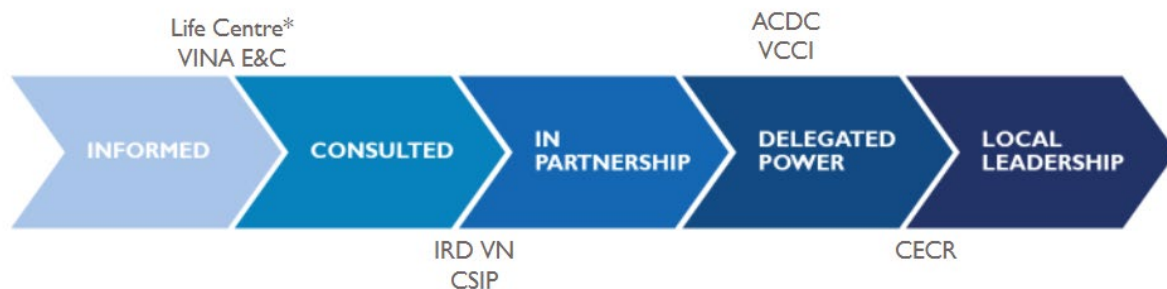 Life Centre*
VINA E&C
ACDC
VCCI
INFORMED
CONSULTED
IN
PARTNERSHIP
DELEGATED
POWER
LOCAL
LEADERSHIP
IRD VN
CSIP
CECR